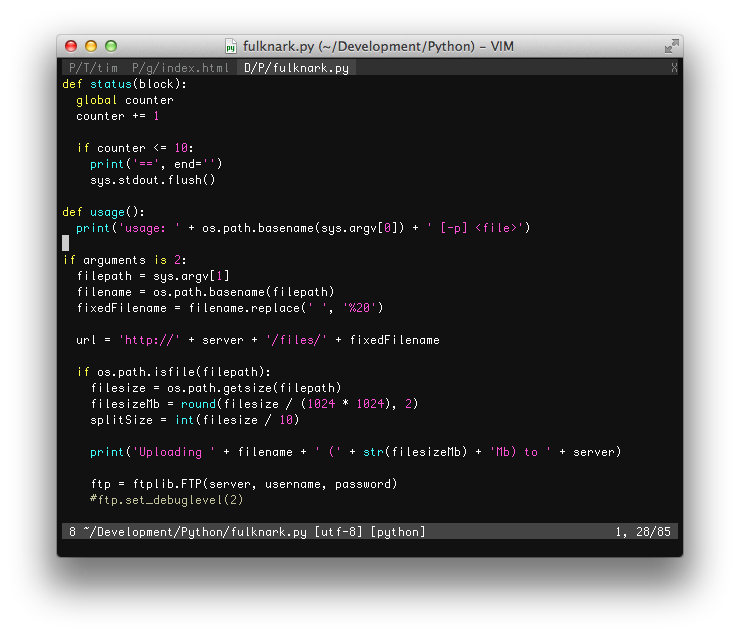 fulknark.py (~/Development/Python) – VIM
P/T/tim P/g/index.html D/P/fulknark.py X
def status(block):
  global counter
  counter += 1

  if counter <= 10:
    print('==', end='')
    sys.stdout.flush()

def usage():
  print('usage: ' + os.path.basename(sys.argv[0]) + ' [-p] <file>')

if arguments is 2:
  filepath = sys.argv[1]
  filename = os.path.basename(filepath)
  fixedFilename = filename.replace(' ', '%20')

  url = 'http://' + server + '/files/' + fixedFilename

  if os.path.isfile(filepath):
    filesize = os.path.getsize(filepath)
    filesizeMb = round(filesize / (1024 * 1024), 2)
    splitSize = int(filesize / 10)

    print('Uploading ' + filename + ' (' + str(filesizeMb) + 'Mb) to ' + server)

    ftp = ftplib.FTP(server, username, password)
    #ftp.set_debuglevel(2)

8 ~/Development/Python/fulknark.py [utf-8] [python] 1, 28/85